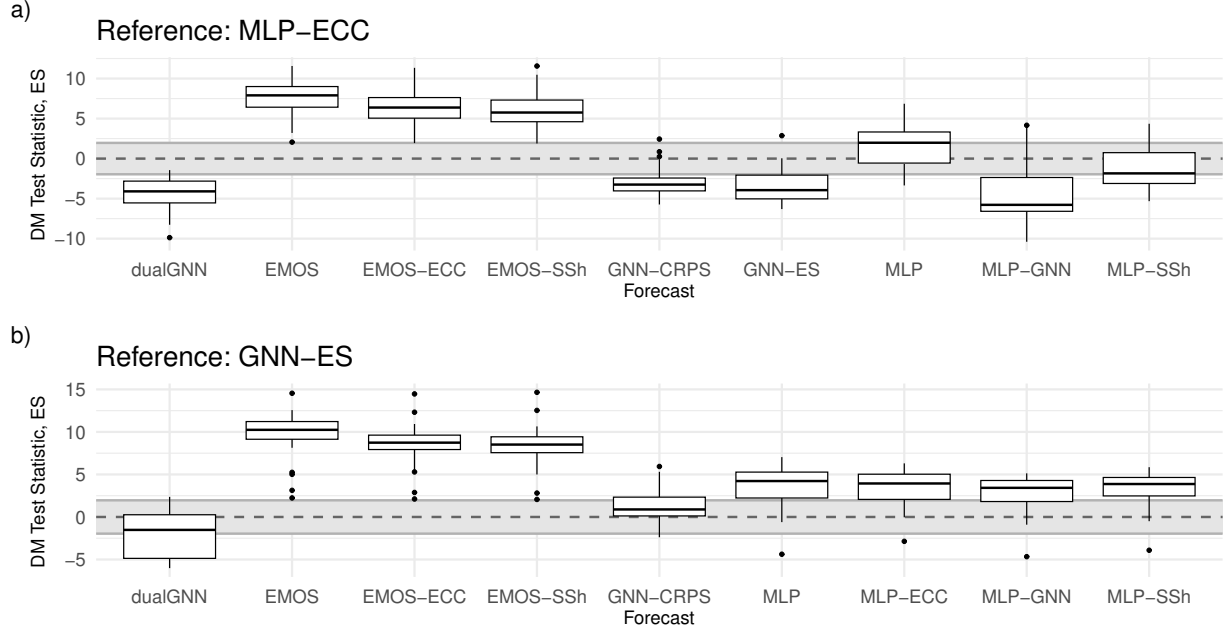 a)
Reference: MLP−ECC
DM Test Statistic, ES
10
5
0
−5
−10
dualGNN EMOS EMOS−ECC EMOS−SSh GNN−CRPS GNN−ES MLP MLP−GNN MLP−SSh
Forecast
b)
Reference: GNN−ES
DM Test Statistic, ES
15
10
5
0
−5
dualGNN EMOS EMOS−ECC EMOS−SSh GNN−CRPS MLP MLP−ECC MLP−GNN MLP−SSh
Forecast